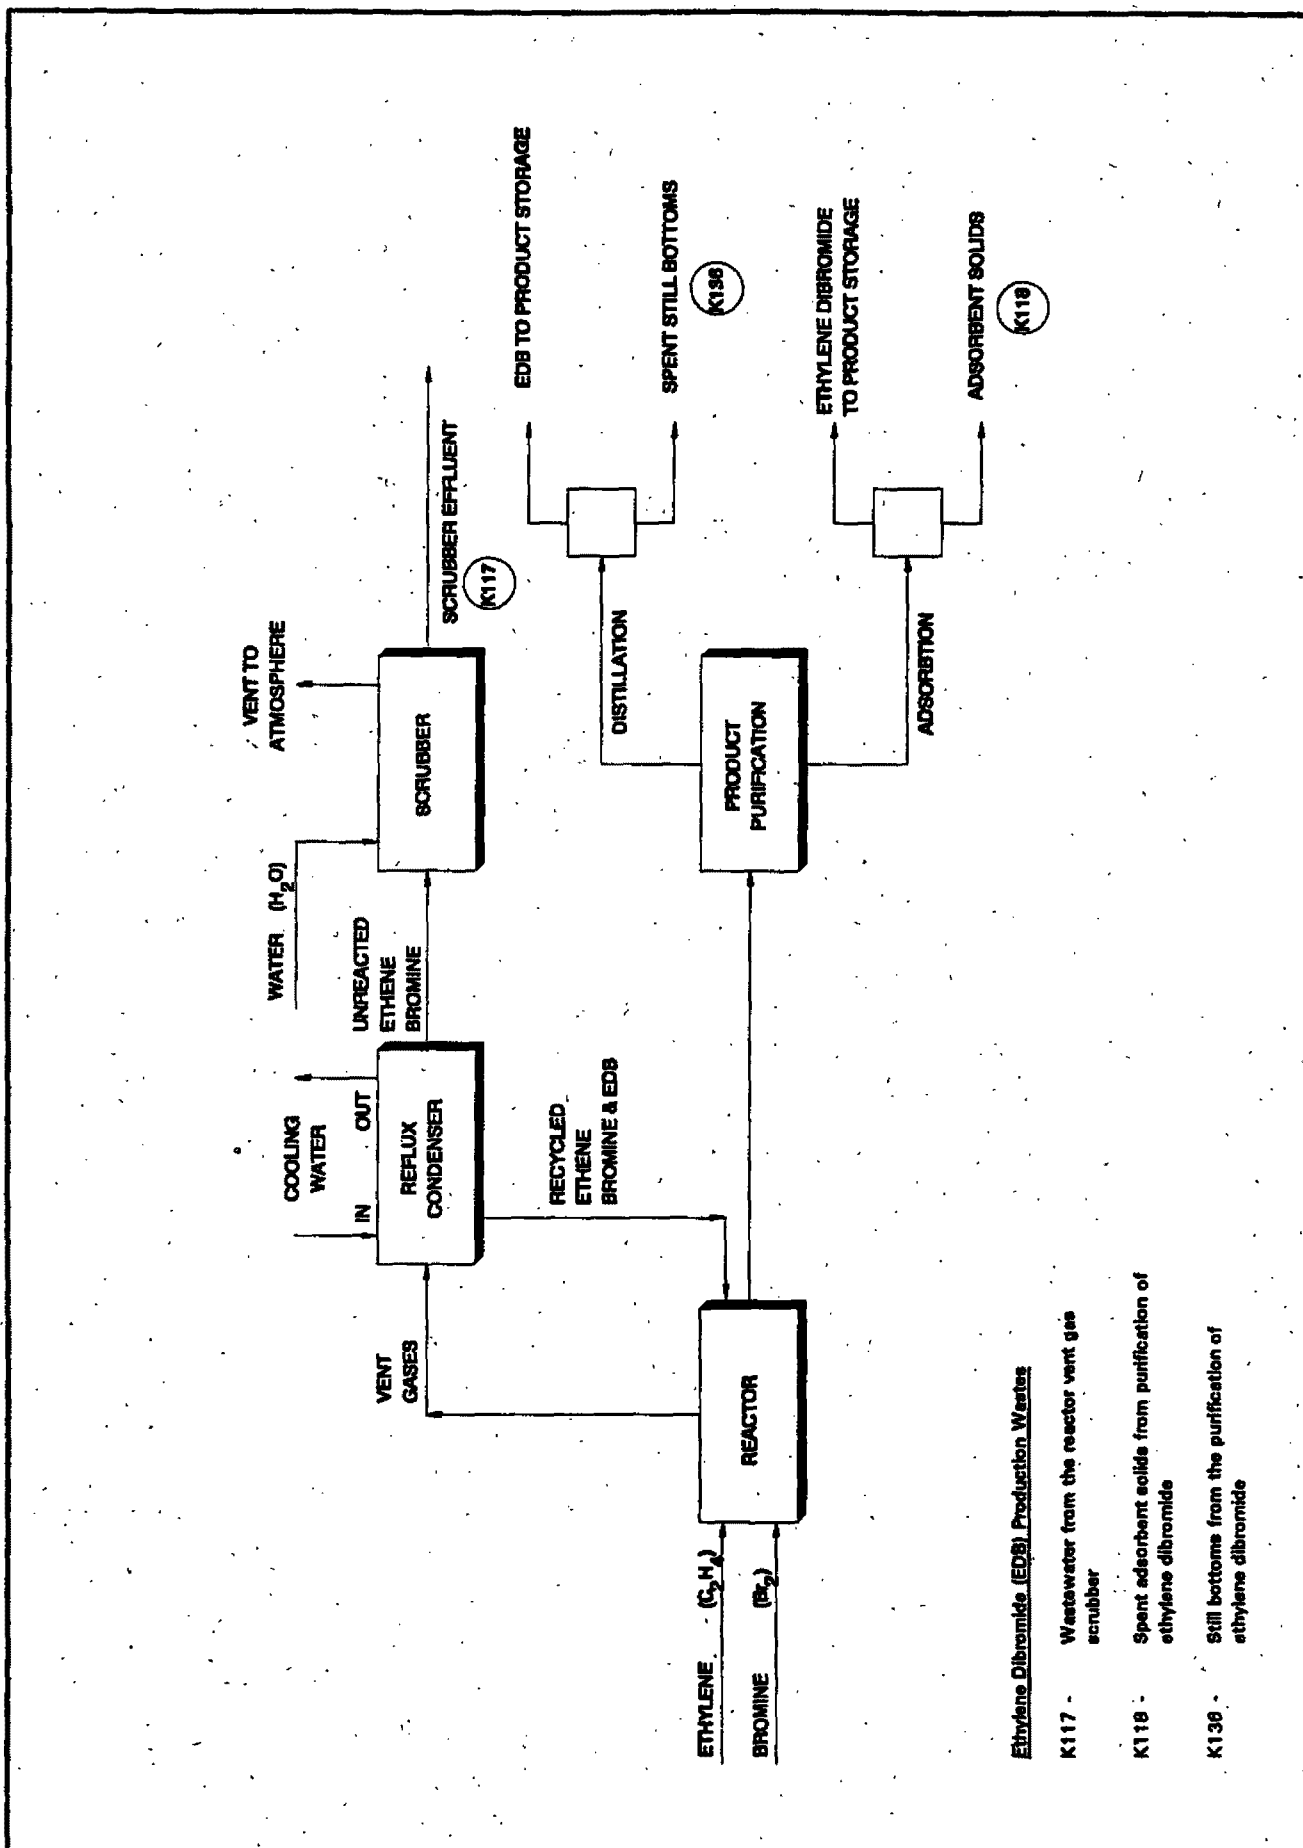 COOLING
WATER
IN
OUT
WATER (H2O)
VENT TO
ATMOSPHERE
VENT
GASES
REFLUX
CONDENSER
UNREACTED
ETHENE
BROMINE
SCRUBBER
SCRUBBER EFFLUENT
K117
RECYCLED
ETHENE
BROMINE & EDB
DISTILLATION
EDB TO PRODUCT STORAGE
SPENT STILL BOTTOMS
K136
ETHYLENE (C2H4)
BROMINE (Br2)
REACTOR
PRODUCT
PURIFICATION
ADSORBTION
ETHYLENE DIBROMIDE
TO PRODUCT STORAGE
ADSORBENT SOLIDS
K118
Ethylene Dibromide (EDB) Production Wastes
K117 - Wastewater from the reactor vent gas
scrubber
K118 - Spent adsorbent solids from purification of
ethylene dibromide
K136 - Still bottoms from the purification of
ethylene dibromide